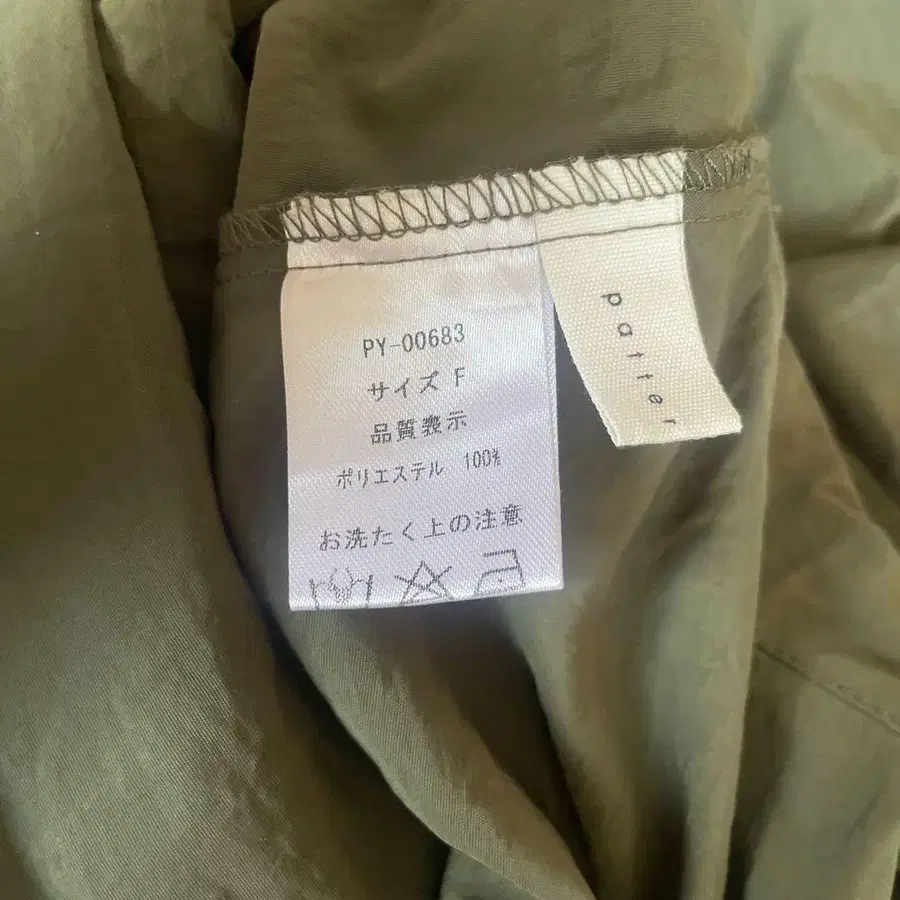 PY-00683
サイズ F
品質表示
ポリエステル 100%
お洗たく上の注意
patter